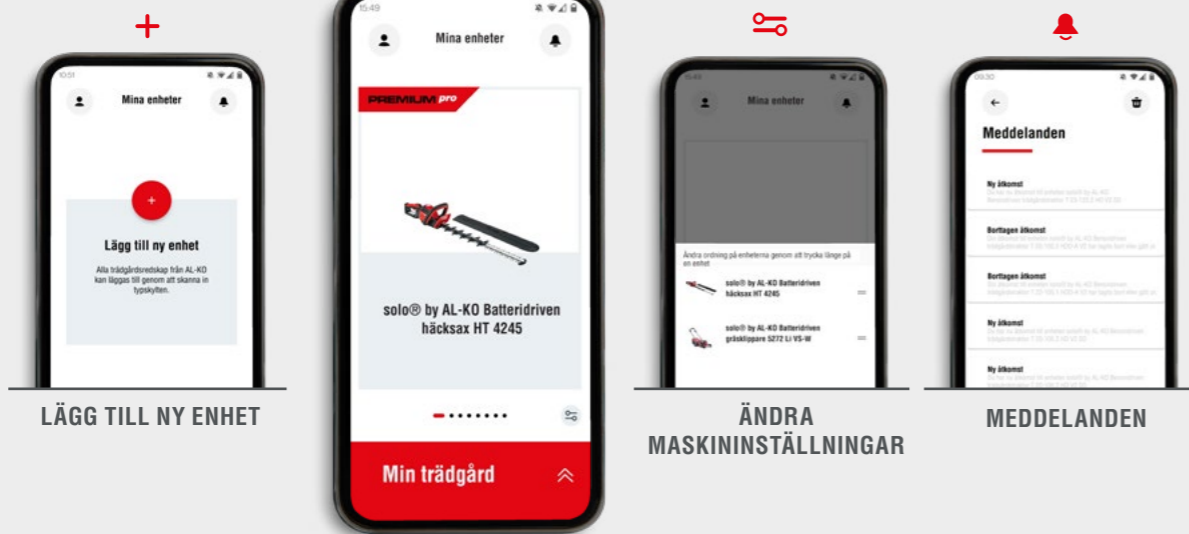 10:51
Mina enheter
Lägg till ny enhet
Alla trädgårdsredskap från AL-KO
kan läggas till genom att skanna in
typskylten.
LÄGG TILL NY ENHET
15:49
Mina enheter
PREMIUM pro
solo® by AL-KO Batteridriven
häcksax HT 4245
Min trädgård
15:49
Mina enheter
Ändra ordning på enheterna genom att trycka länge på
en enhet
solo® by AL-KO Batteridriven
häcksax HT 4245
solo® by AL-KO Batteridriven
gräsklippare 5272 Li VS-W
ÄNDRA
MASKININSTÄLLNINGAR
09:30
Meddelanden
Ny åtkomst
Borttagen åtkomst
Borttagen åtkomst
Ny åtkomst
Ny åtkomst
MEDDELANDEN